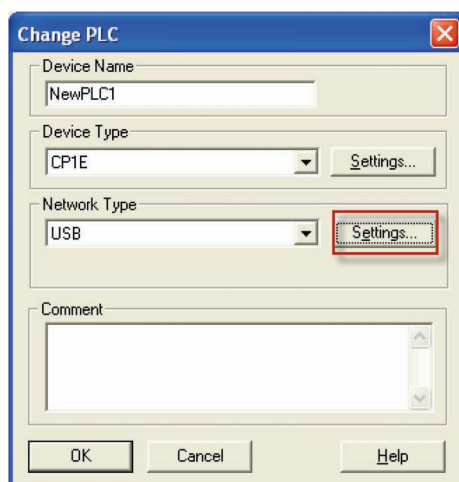 Change PLC
Device Name
NewPLC1
Device Type
CP1E
Settings...
Network Type
USB
Settings...
Comment
OK
Cancel
Help